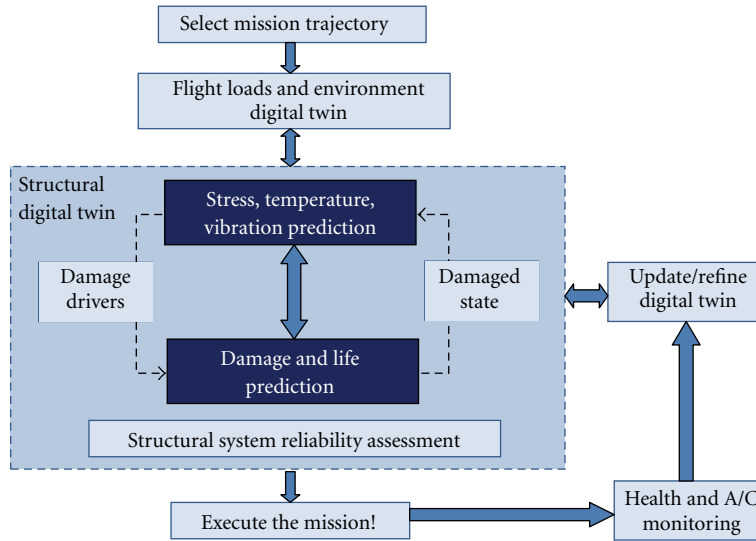 Select mission trajectory
Flight loads and environment
digital twin
Structural
digital twin
Stress, temperature,
vibration prediction
Damage
drivers
Damaged
state
Update/refine
digital twin
Damage and life
prediction
Structural system reliability assessment
Execute the mission!
Health and A/C
monitoring